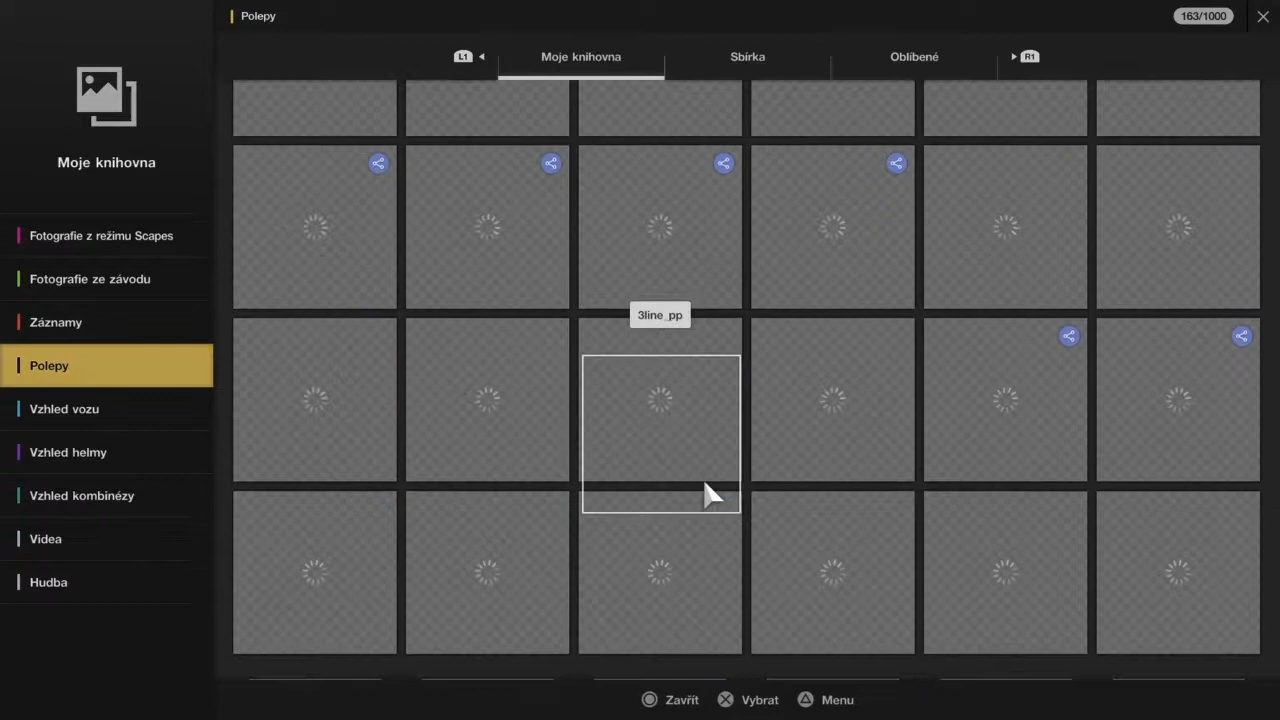 Polepy
163/1000
L1
Moje knihovna
Sbírka
Oblíbené
R1
Moje knihovna
Fotografie z režimu Scapes
Fotografie ze závodu
Záznamy
Polepy
Vzhled vozu
Vzhled helmy
Vzhled kombinézy
Videa
Hudba
3line_pp
Zavřít
Vybrat
Menu